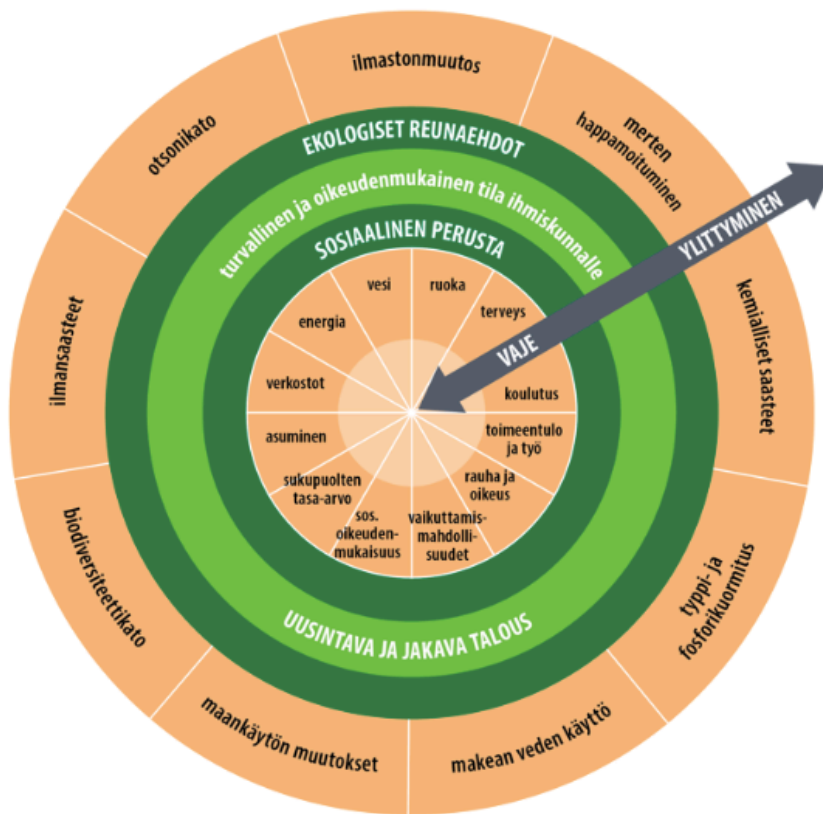 ilmastonmuutos
merten
happamoituminen
kemialliset saasteet
typpi- ja
fosforikuormitus
makean veden käyttö
maankäytön muutokset
biodiversiteettikato
ilmansaasteet
otsonikato
EKOLOGISET REUNAEHDOT
turvallinen ja oikeudenmukainen tila ihmiskunnalle
SOSIAALINEN PERUSTA
YLITTYMINEN
VAJE
vesi
ruoka
terveys
koulutus
toimeentulo
ja työ
rauha ja
oikeus
vaikuttamis-
mahdolli-
suudet
sos.
oikeuden-
mukaisuus
sukupuolten
tasa-arvo
asuminen
verkostot
energia
UUSINTAVA JA JAKAVA TALOUS